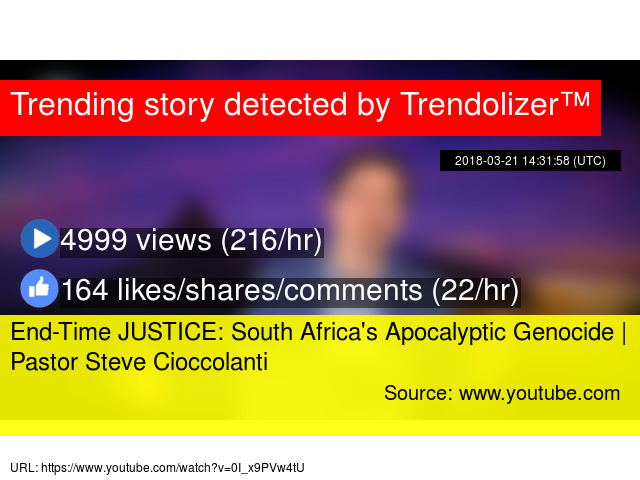 Trending story detected by Trendolizer™
2018-03-21 14:31:58 (UTC)
4999 views (216/hr)
164 likes/shares/comments (22/hr)
End-Time JUSTICE: South Africa's Apocalyptic Genocide |
Pastor Steve Cioccolanti
Source: www.youtube.com
URL: https://www.youtube.com/watch?v=0I_x9PVw4tU